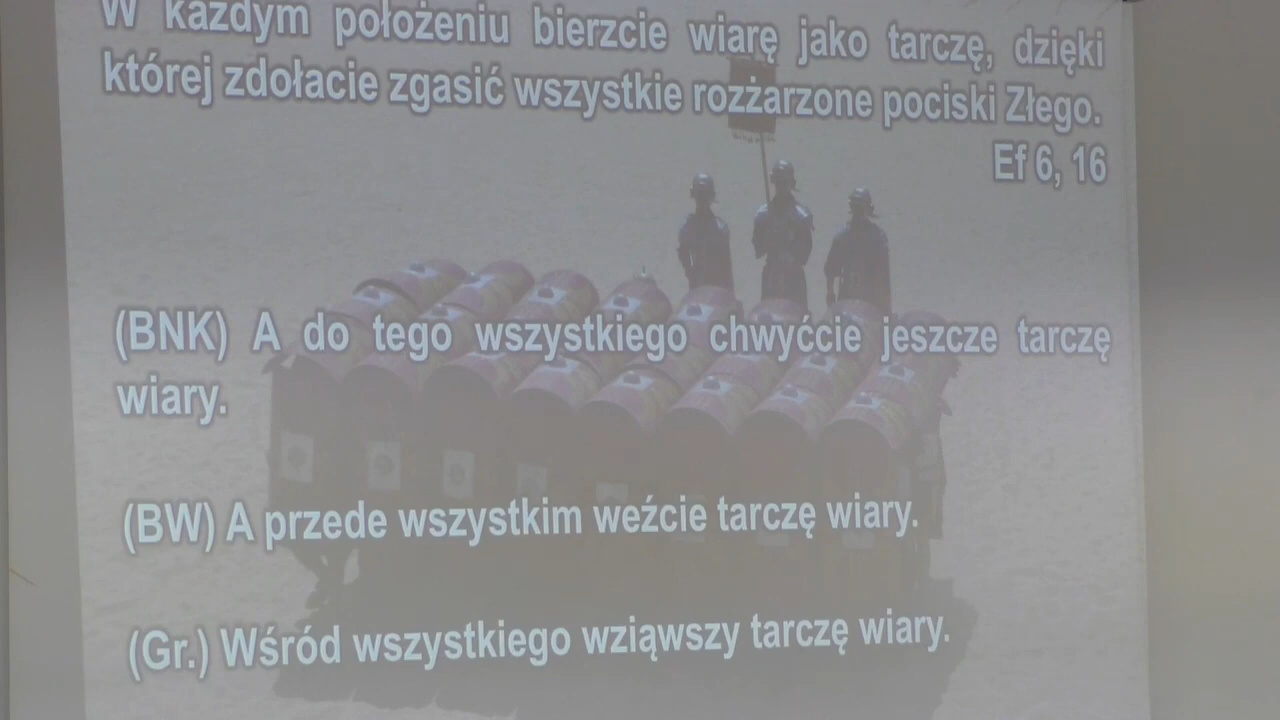 W każdym położeniu bierzcie wiarę jako tarczę, dzięki
której zdołacie zgasić wszystkie rozżarzone pociski Złego.
Ef 6, 16
(BNK) A do tego wszystkiego chwyćcie jeszcze tarczę
wiary.
(BW) A przede wszystkim weźcie tarczę wiary.
(Gr.) Wśród wszystkiego wziąwszy tarczę wiary.